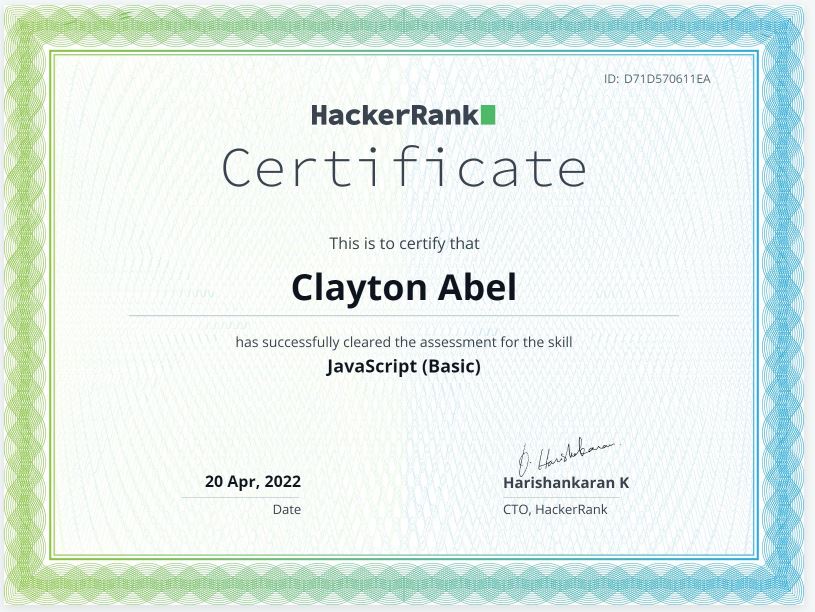 ID: D71D570611EA
HackerRank
Certificate
This is to certify that
Clayton Abel
has successfully cleared the assessment for the skill
JavaScript (Basic)
D. Harishankaran
20 Apr, 2022
Harishankaran K
Date
CTO, HackerRank